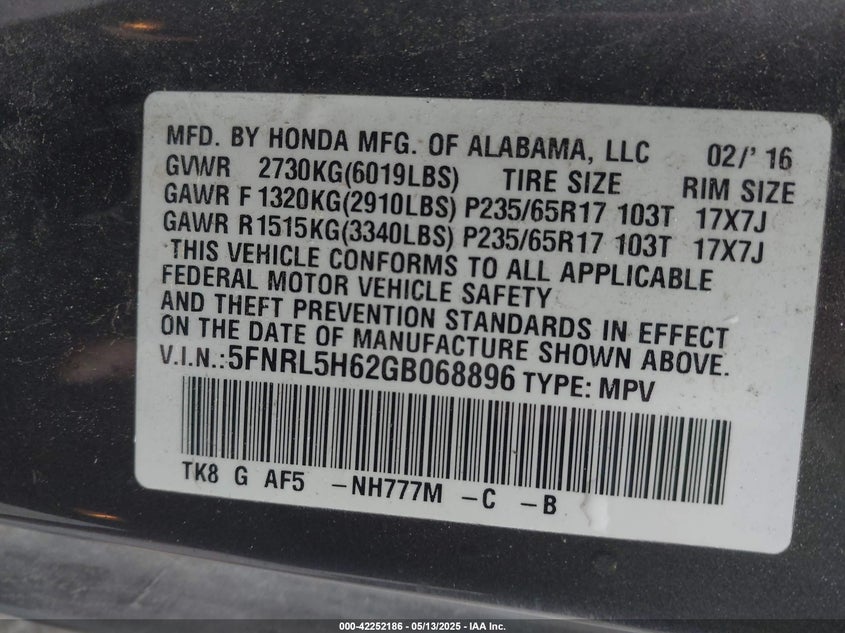 MFD. BY HONDA MFG. OF ALABAMA, LLC 02/'16
GVWR 2730KG(6019LBS) TIRE SIZE RIM SIZE
GAWR F 1320KG(2910LBS) P235/65R17 103T 17X7J
GAWR R 1515KG(3340LBS) P235/65R17 103T 17X7J
THIS VEHICLE CONFORMS TO ALL APPLICABLE
FEDERAL MOTOR VEHICLE SAFETY
AND THEFT PREVENTION STANDARDS IN EFFECT
ON THE DATE OF MANUFACTURE SHOWN ABOVE.
V.I.N.:5FNRL5H62GB068896 TYPE: MPV
TK8 G AF5 -NH777M -C -B
000-42252186 - 05/13/2025 - IAA Inc.